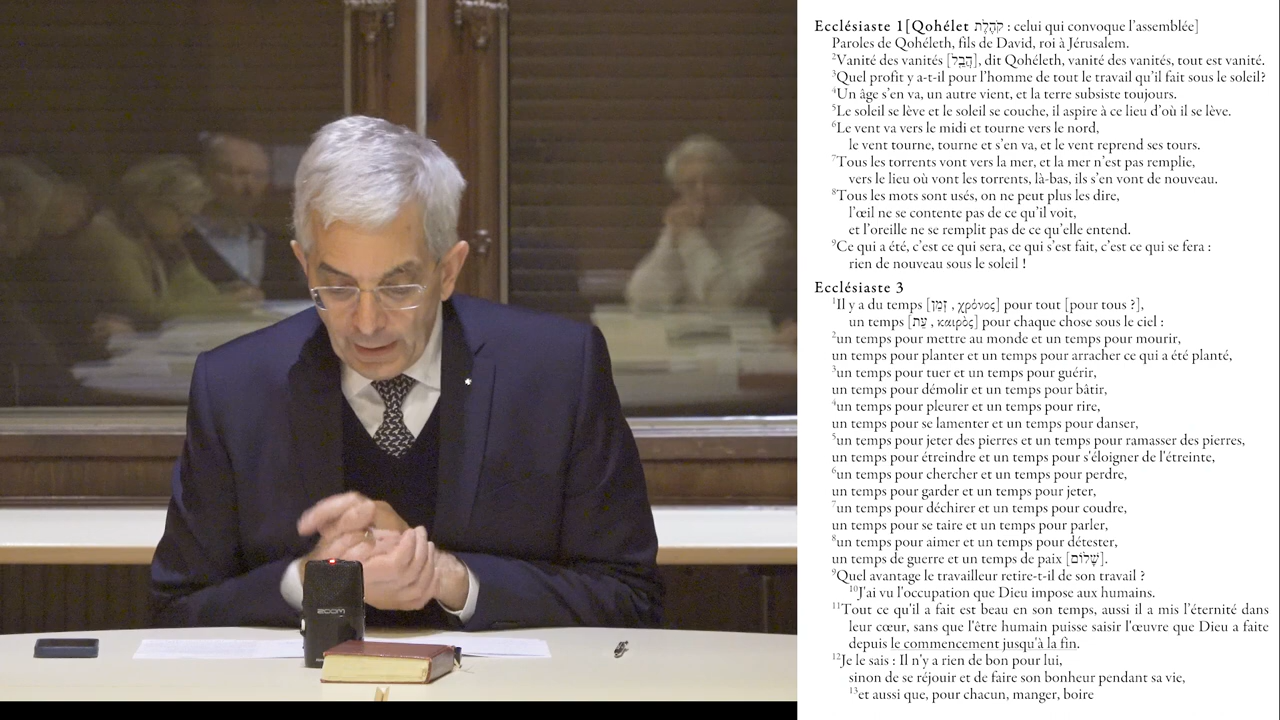 Ecclésiaste 1[Qohélet קֹהֶלֶת : celui qui convoque l'assemblée]
Paroles de Qohéleth, fils de David, roi à Jérusalem.
²Vanité des vanités [הֲבֵל], dit Qohéleth, vanité des vanités, tout est vanité.
³Quel profit y a-t-il pour l'homme de tout le travail qu'il fait sous le soleil?
⁴Un âge s'en va, un autre vient, et la terre subsiste toujours.
⁵Le soleil se lève et le soleil se couche, il aspire à ce lieu d'où il se lève.
⁶Le vent va vers le midi et tourne vers le nord,
le vent tourne, tourne et s'en va, et le vent reprend ses tours.
⁷Tous les torrents vont vers la mer, et la mer n'est pas remplie,
vers le lieu où vont les torrents, là-bas, ils s'en vont de nouveau.
⁸Tous les mots sont usés, on ne peut plus les dire,
l'œil ne se contente pas de ce qu'il voit,
et l'oreille ne se remplit pas de ce qu'elle entend.
⁹Ce qui a été, c'est ce qui sera, ce qui s'est fait, c'est ce qui se fera :
rien de nouveau sous le soleil !
Ecclésiaste 3
¹Il y a du temps [זְמָן , χρόνος] pour tout [pour tous ?],
un temps [עֵת , καιρὸς] pour chaque chose sous le ciel :
²un temps pour mettre au monde et un temps pour mourir,
un temps pour planter et un temps pour arracher ce qui a été planté,
³un temps pour tuer et un temps pour guérir,
un temps pour démolir et un temps pour bâtir,
⁴un temps pour pleurer et un temps pour rire,
un temps pour se lamenter et un temps pour danser,
⁵un temps pour jeter des pierres et un temps pour ramasser des pierres,
un temps pour étreindre et un temps pour s'éloigner de l'étreinte,
⁶un temps pour chercher et un temps pour perdre,
un temps pour garder et un temps pour jeter,
⁷un temps pour déchirer et un temps pour coudre,
un temps pour se taire et un temps pour parler,
⁸un temps pour aimer et un temps pour détester,
un temps de guerre et un temps de paix [שָׁלוֹם].
⁹Quel avantage le travailleur retire-t-il de son travail ?
¹⁰J'ai vu l'occupation que Dieu impose aux humains.
¹¹Tout ce qu'il a fait est beau en son temps, aussi il a mis l'éternité dans
leur cœur, sans que l'être humain puisse saisir l'œuvre que Dieu a faite
depuis le commencement jusqu'à la fin.
¹²Je le sais : Il n'y a rien de bon pour lui,
sinon de se réjouir et de faire son bonheur pendant sa vie,
¹³et aussi que, pour chacun, manger, boire
ZOOM